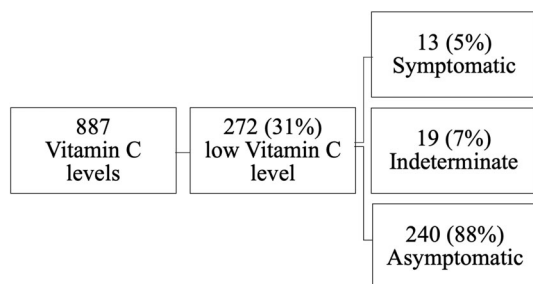 887
Vitamin C
levels
272 (31%)
low Vitamin C
level
13 (5%)
Symptomatic
19 (7%)
Indeterminate
240 (88%)
Asymptomatic